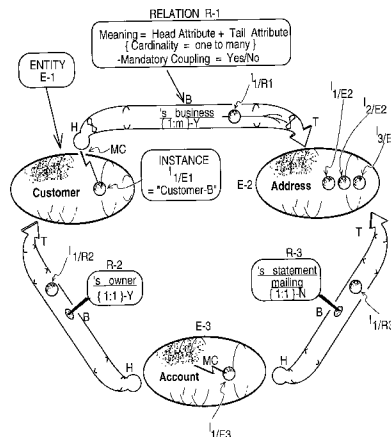 RELATION R-1
Meaning = Head Attribute + Tail Attribute
{ Cardinality = one to many }
-Mandatory Coupling = Yes/No
ENTITY
E-1
H
B
's business
{1:m}-Y
I1/R1
T
MC
I1/E2
I2/E2
I3/E
INSTANCE
I1/E1
= "Customer-B"
Customer
E-2
Address
T
T
I1/R2
R-2
's owner
{1:1}-Y
B
R-3
's statement
mailing
{1:1}-N
B
I1/R3
E-3
H
MC
Account
H
I1/E3